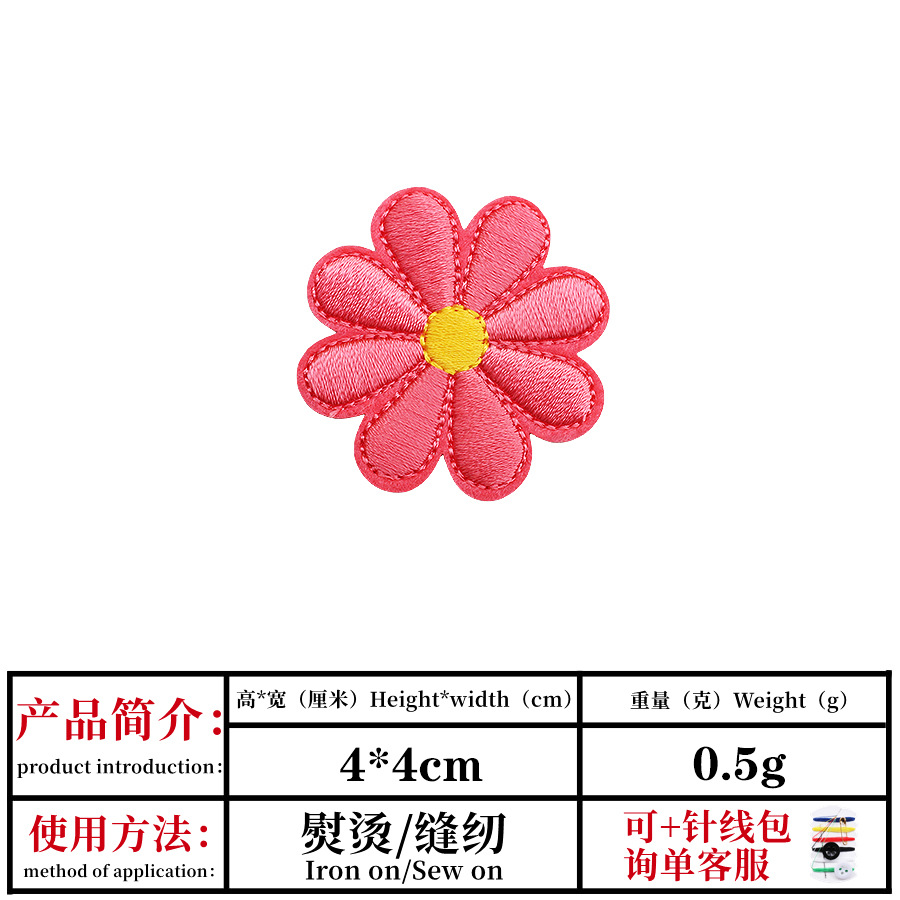 产品简介：
product introduction:
高*宽（厘米）Height*width（cm）
重量（克）Weight（g）
4*4cm
0.5g
使用方法：
method of application:
熨烫/缝纫
Iron on/Sew on
可+针线包
询单客服